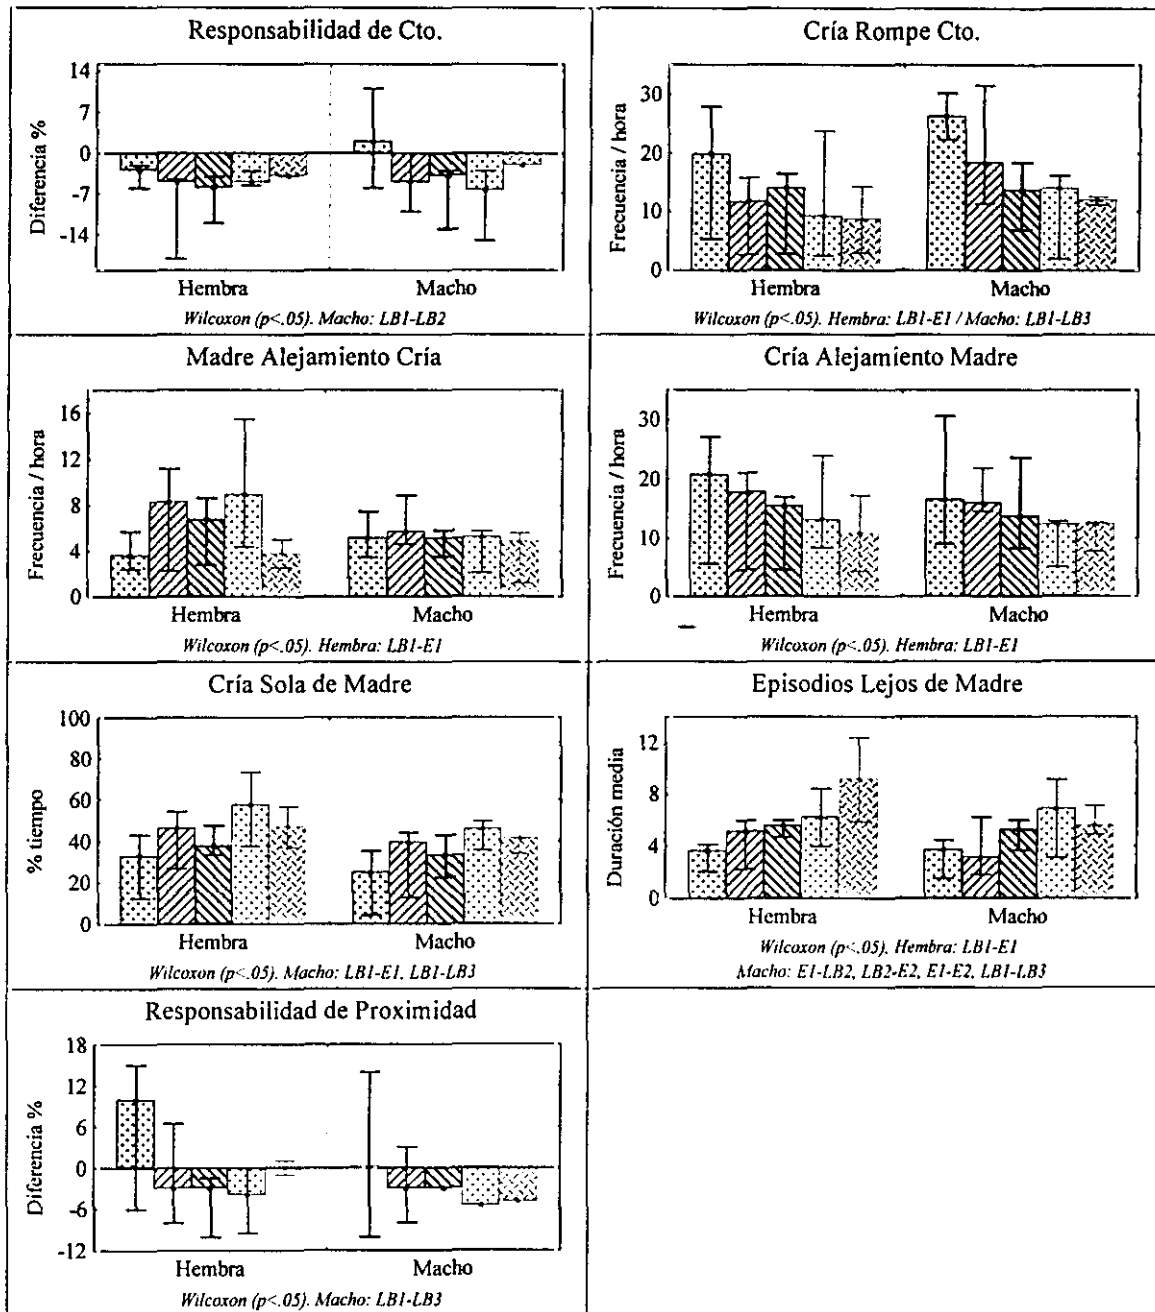 Responsabilidad de Cto.
14
7
0
-7
-14
Diferencia %
Hembra
Macho
Wilcoxon (p<.05). Macho: LB1-LB2
Cría Rompe Cto.
30
20
10
0
Frecuencia / hora
Hembra
Macho
Wilcoxon (p<.05). Hembra: LB1-E1 / Macho: LB1-LB3
Madre Alejamiento Cría
16
12
8
4
0
Frecuencia / hora
Hembra
Macho
Wilcoxon (p<.05). Hembra: LB1-E1
Cría Alejamiento Madre
30
20
10
0
Frecuencia / hora
Hembra
Macho
Wilcoxon (p<.05). Hembra: LB1-E1
Cría Sola de Madre
100
80
60
40
20
0
% tiempo
Hembra
Macho
Wilcoxon (p<.05). Macho: LB1-E1, LB1-LB3
Episodios Lejos de Madre
12
8
4
0
Duración media
Hembra
Macho
Wilcoxon (p<.05). Hembra: LB1-E1
Macho: E1-LB2, LB2-E2, E1-E2, LB1-LB3
Responsabilidad de Proximidad
18
12
6
0
-6
-12
Diferencia %
Hembra
Macho
Wilcoxon (p<.05). Macho: LB1-LB3